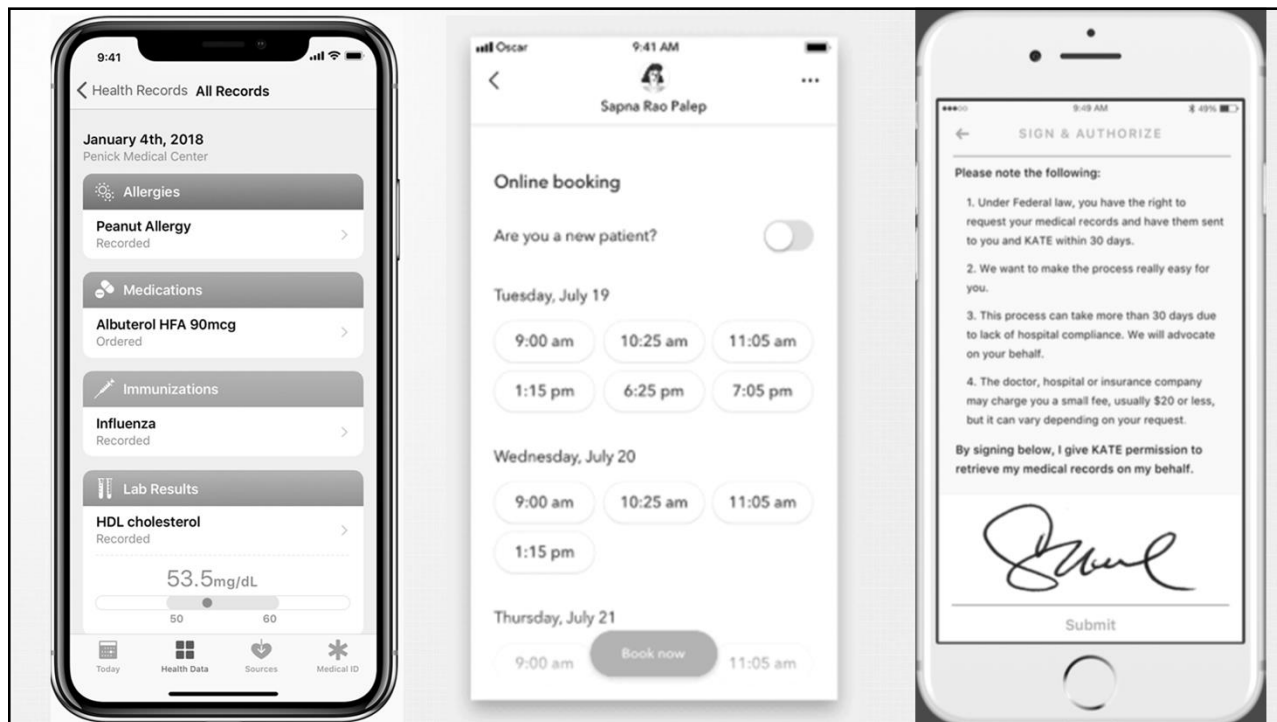 9:41
Health Records All Records
January 4th, 2018
Penick Medical Center
Allergies
Peanut Allergy
Recorded
Medications
Albuterol HFA 90mcg
Ordered
Immunizations
Influenza
Recorded
Lab Results
HDL cholesterol
Recorded
53.5mg/dL
50 60
Today Health Data Sources Medical ID
Oscar 9:41 AM
Sapna Rao Palep
Online booking
Are you a new patient?
Tuesday, July 19
9:00 am 10:25 am 11:05 am
1:15 pm 6:25 pm 7:05 pm
Wednesday, July 20
9:00 am 10:25 am 11:05 am
1:15 pm
Thursday, July 21
9:00 am Book now 11:05 am
9:49 AM 49%
SIGN & AUTHORIZE
Please note the following:
1. Under Federal law, you have the right to
request your medical records and have them sent
to you and KATE within 30 days.
2. We want to make the process really easy for
you.
3. This process can take more than 30 days due
to lack of hospital compliance. We will advocate
on your behalf.
4. The doctor, hospital or insurance company
may charge you a small fee, usually $20 or less,
but it can vary depending on your request.
By signing below, I give KATE permission to
retrieve my medical records on my behalf.
Submit